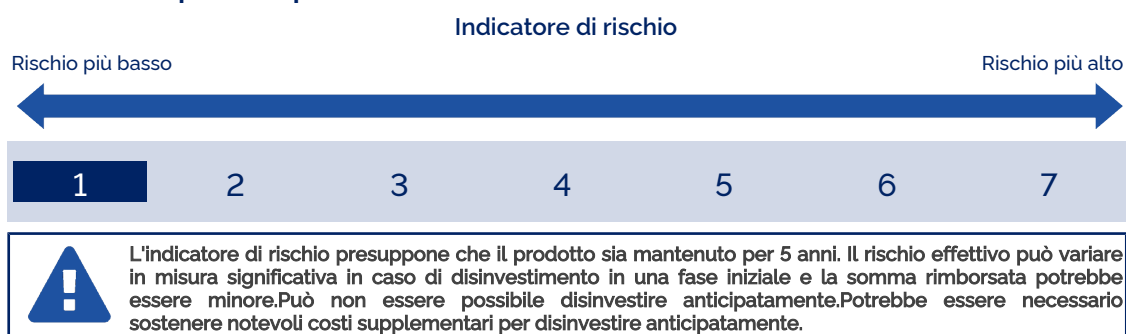 Indicatore di rischio
Rischio più basso
Rischio più alto
1 2 3 4 5 6 7
L'indicatore di rischio presuppone che il prodotto sia mantenuto per 5 anni. Il rischio effettivo può variare
in misura significativa in caso di disinvestimento in una fase iniziale e la somma rimborsata potrebbe
essere minore.Può non essere possibile disinvestire anticipatamente.Potrebbe essere necessario
sostenere notevoli costi supplementari per disinvestire anticipatamente.